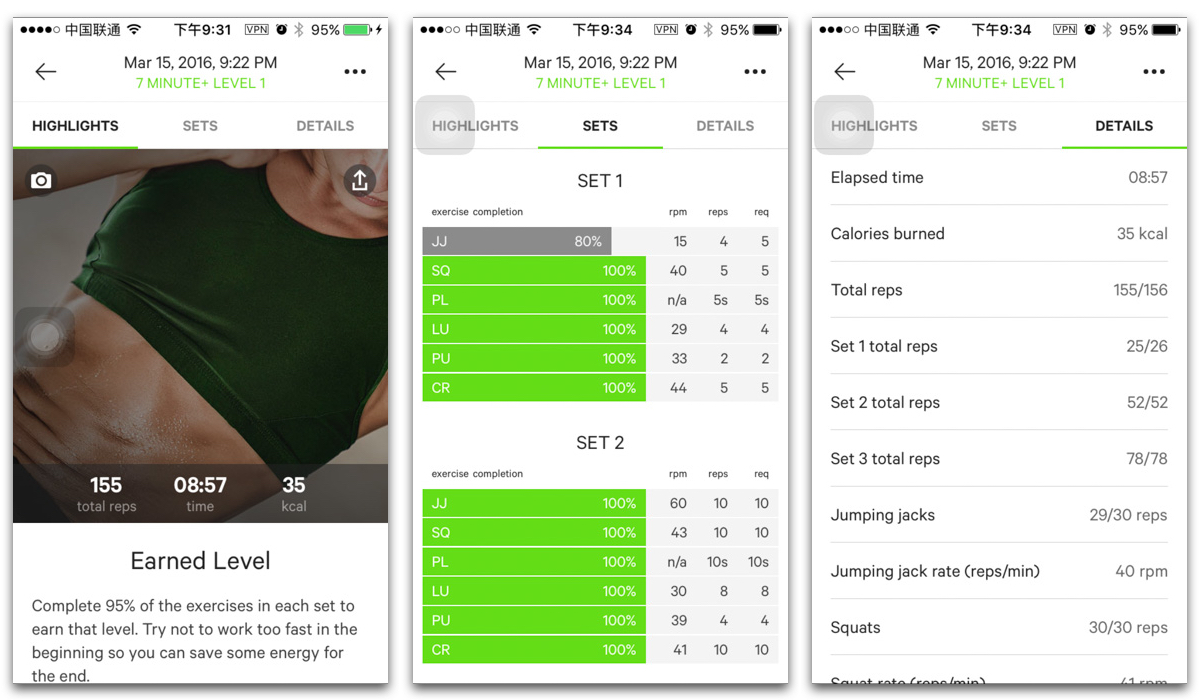 中国联通 下午9:31 VPN 95%
Mar 15, 2016, 9:22 PM
7 MINUTE+ LEVEL 1
HIGHLIGHTS SETS DETAILS
155 08:57 35
total reps time kcal
Earned Level
Complete 95% of the exercises in each set to
earn that level. Try not to work too fast in the
beginning so you can save some energy for
the end.
中国联通 下午9:34 VPN 95%
Mar 15, 2016, 9:22 PM
7 MINUTE+ LEVEL 1
HIGHLIGHTS SETS DETAILS
SET 1
exercise completion rpm reps req
JJ 80% 15 4 5
SQ 100% 40 5 5
PL 100% n/a 5s 5s
LU 100% 29 4 4
PU 100% 33 2 2
CR 100% 44 5 5
SET 2
exercise completion rpm reps req
JJ 100% 60 10 10
SQ 100% 43 10 10
PL 100% n/a 10s 10s
LU 100% 30 8 8
PU 100% 39 4 4
CR 100% 41 10 10
中国联通 下午9:34 VPN 95%
Mar 15, 2016, 9:22 PM
7 MINUTE+ LEVEL 1
HIGHLIGHTS SETS DETAILS
Elapsed time 08:57
Calories burned 35 kcal
Total reps 155/156
Set 1 total reps 25/26
Set 2 total reps 52/52
Set 3 total reps 78/78
Jumping jacks 29/30 reps
Jumping jack rate (reps/min) 40 rpm
Squats 30/30 reps
Squat rate (reps/min) 41 rpm